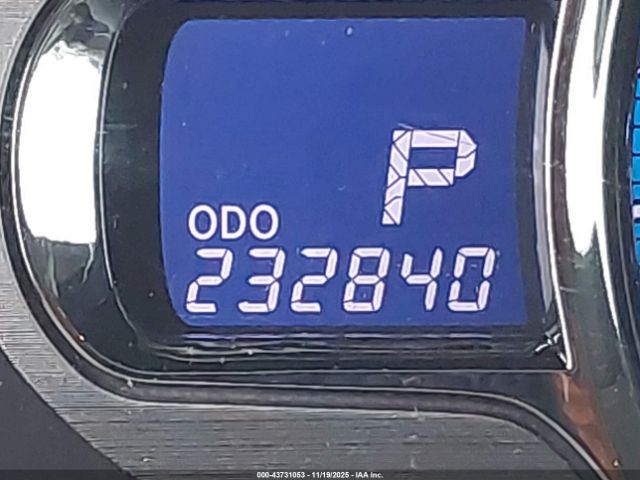 P
ODO
232840
000-43731053 - 11/19/2025 - IAA Inc.